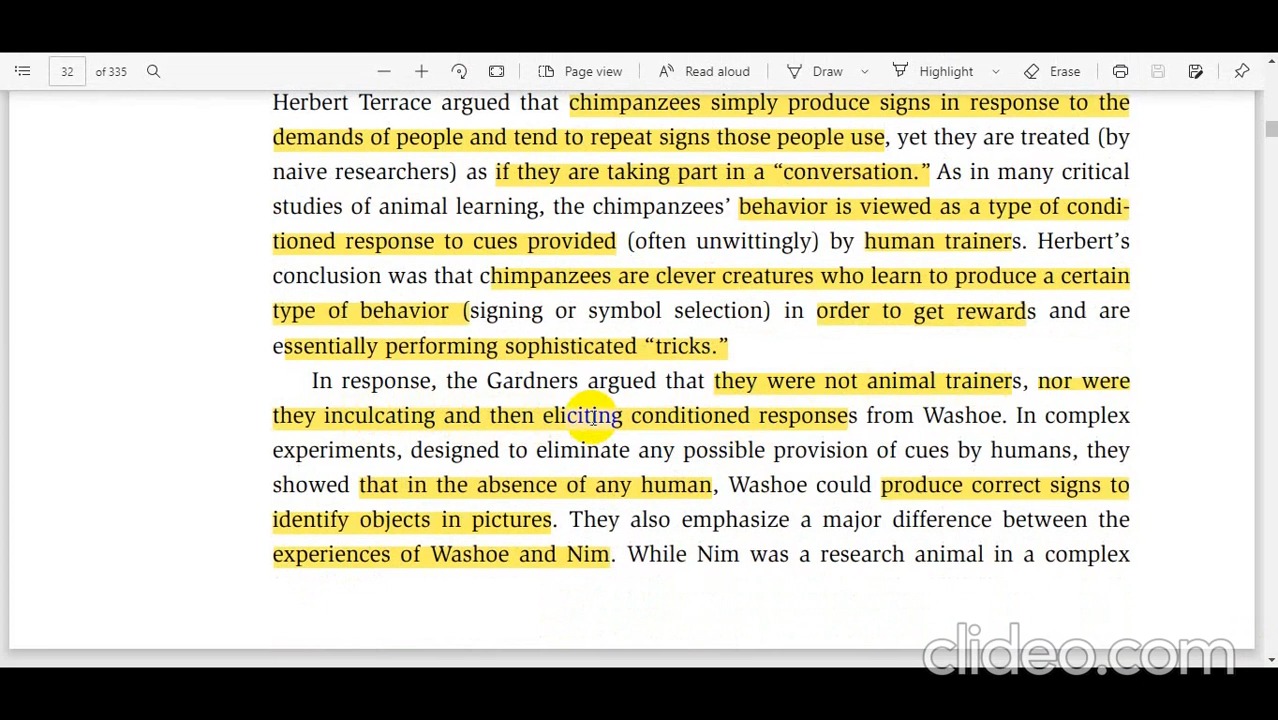 32 of 335 Page view Read aloud Draw Highlight Erase
Herbert Terrace argued that chimpanzees simply produce signs in response to the
demands of people and tend to repeat signs those people use, yet they are treated (by
naive researchers) as if they are taking part in a “conversation.” As in many critical
studies of animal learning, the chimpanzees’ behavior is viewed as a type of condi-
tioned response to cues provided (often unwittingly) by human trainers. Herbert’s
conclusion was that chimpanzees are clever creatures who learn to produce a certain
type of behavior (signing or symbol selection) in order to get rewards and are
essentially performing sophisticated “tricks.”
In response, the Gardners argued that they were not animal trainers, nor were
they inculcating and then eliciting conditioned responses from Washoe. In complex
experiments, designed to eliminate any possible provision of cues by humans, they
showed that in the absence of any human, Washoe could produce correct signs to
identify objects in pictures. They also emphasize a major difference between the
experiences of Washoe and Nim. While Nim was a research animal in a complex
clideo.com